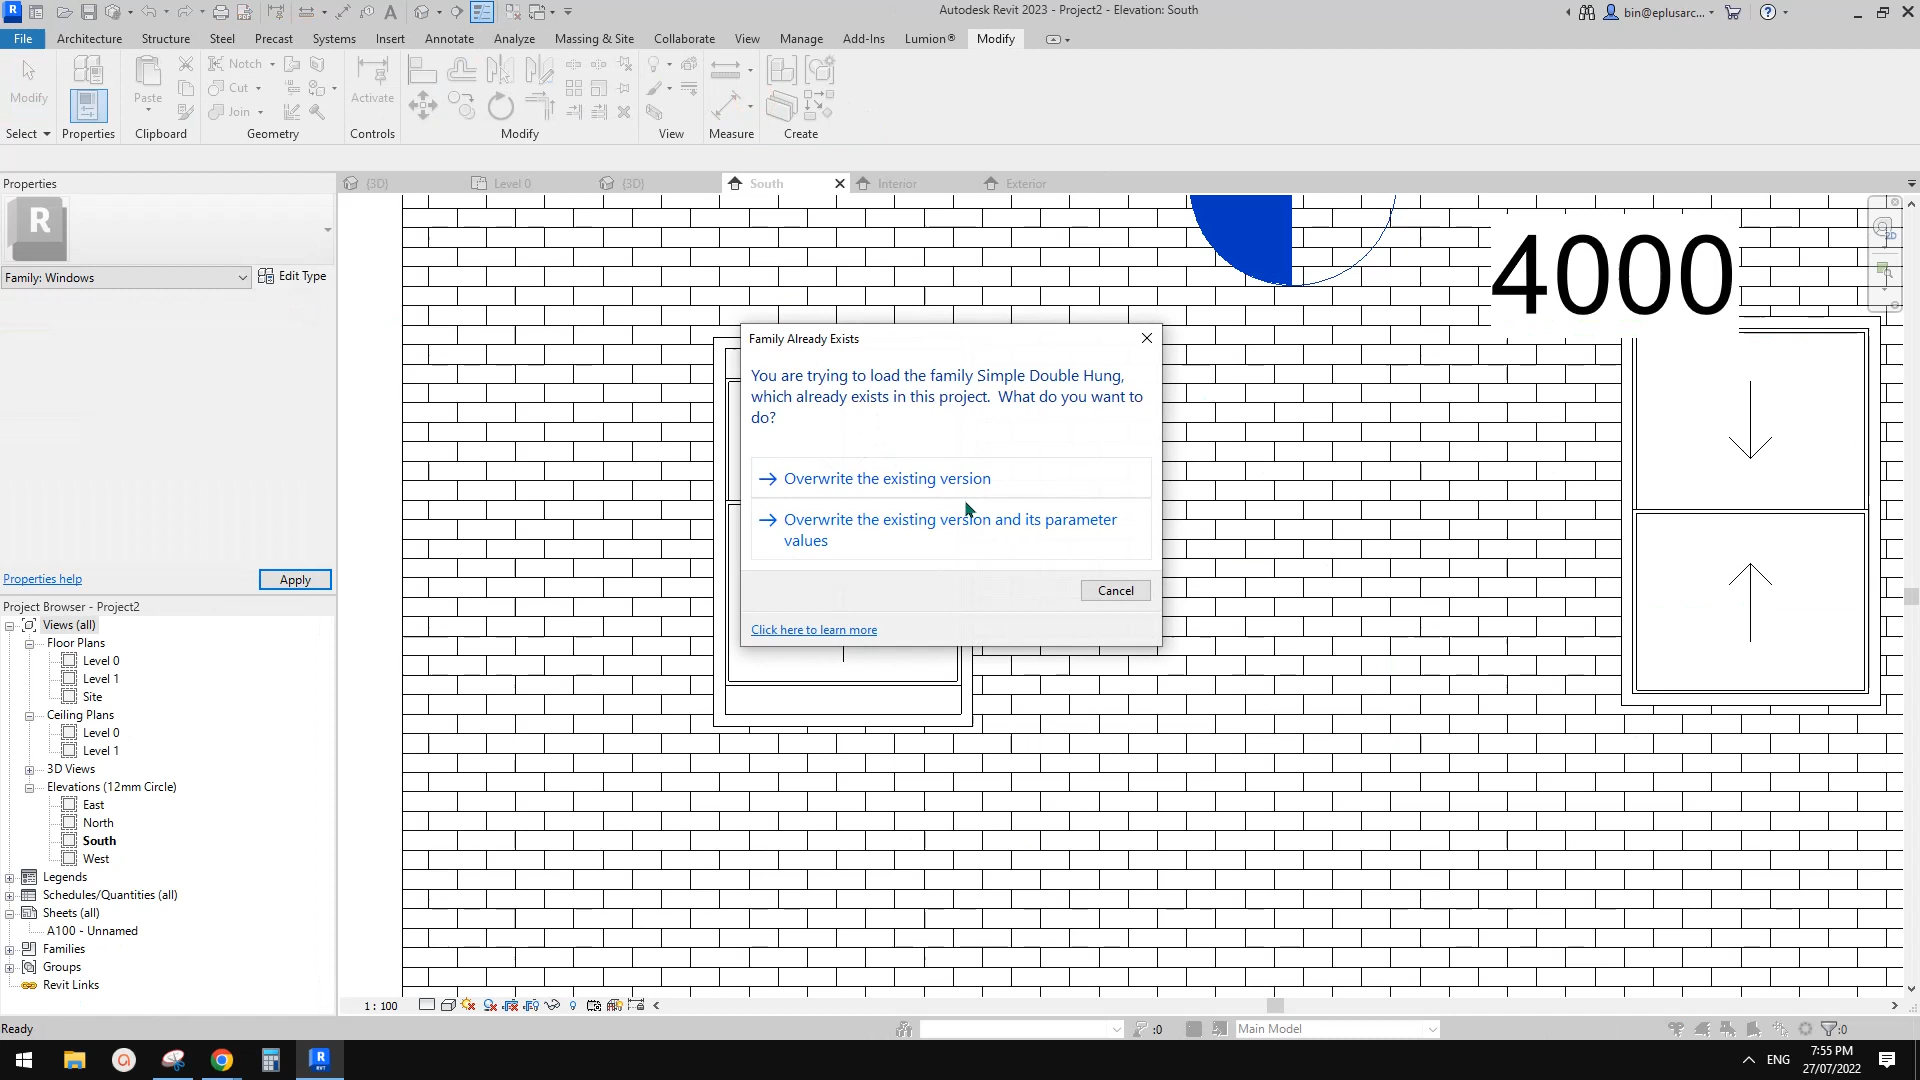 Autodesk Revit 2023 - Project2 - Elevation: South
bin@eplusarc...
File Architecture Structure Steel Precast Systems Insert Annotate Analyze Massing & Site Collaborate View Manage Add-Ins Lumion® Modify
Notch
Cut
Join
Modify
Paste
Activate
Select Properties Clipboard Geometry Controls Modify View Measure Create
Properties
{3D} Level 0 {3D} South Interior Exterior
R
Family: Windows
Edit Type
Properties help
Apply
Project Browser - Project2
Views (all)
Floor Plans
Level 0
Level 1
Site
Ceiling Plans
Level 0
Level 1
3D Views
Elevations (12mm Circle)
East
North
South
West
Legends
Schedules/Quantities (all)
Sheets (all)
A100 - Unnamed
Families
Groups
Revit Links
4000
2D
Family Already Exists
You are trying to load the family Simple Double Hung,
which already exists in this project. What do you want to
do?
Overwrite the existing version
Overwrite the existing version and its parameter
values
Cancel
Click here to learn more
1 : 100
Ready
:0
Main Model
:0
ENG
7:55 PM
27/07/2022